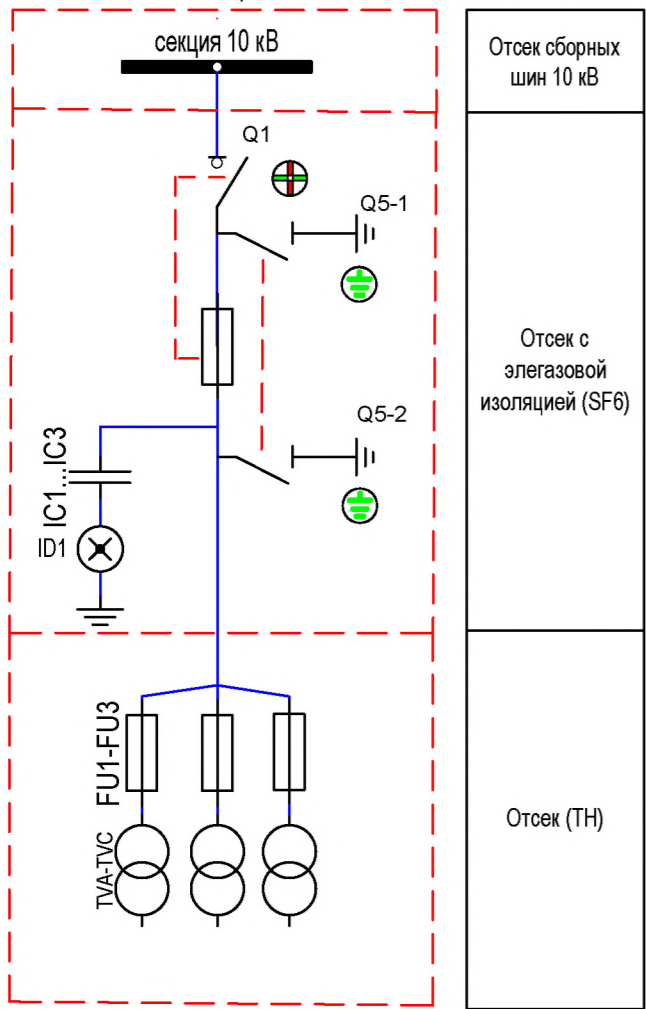 секция 10 кВ
Отсек сборных
шин 10 кВ
Q1
Q5-1
Отсек с
элегазовой
изоляцией (SF6)
Q5-2
IC1...IC3
ID1
FU1-FU3
TVA-TVC
Отсек (ТН)